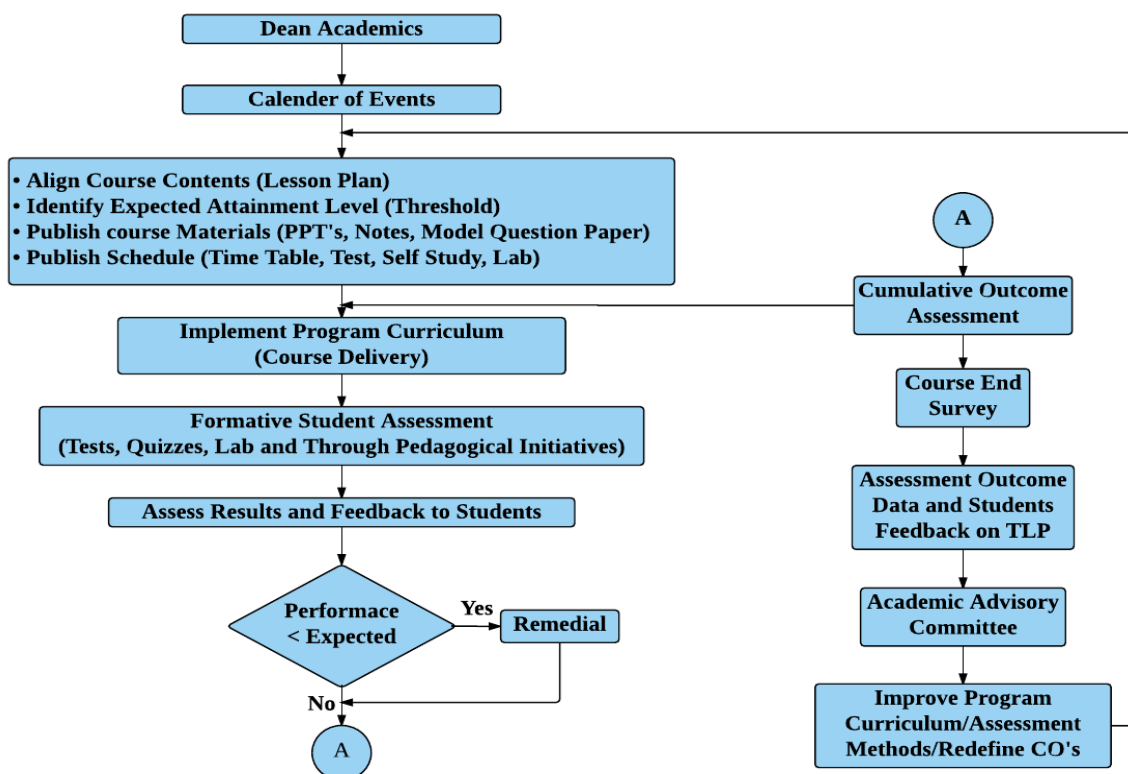 Dean Academics
Calender of Events
• Align Course Contents (Lesson Plan)
• Identify Expected Attainment Level (Threshold)
• Publish course Materials (PPT's, Notes, Model Question Paper)
• Publish Schedule (Time Table, Test, Self Study, Lab)
Implement Program Curriculum
(Course Delivery)
Formative Student Assessment
(Tests, Quizzes, Lab and Through Pedagogical Initiatives)
Assess Results and Feedback to Students
Performace
< Expected
Yes
Remedial
No
A
A
Cumulative Outcome
Assessment
Course End
Survey
Assessment Outcome
Data and Students
Feedback on TLP
Academic Advisory
Committee
Improve Program
Curriculum/Assessment
Methods/Redefine CO's